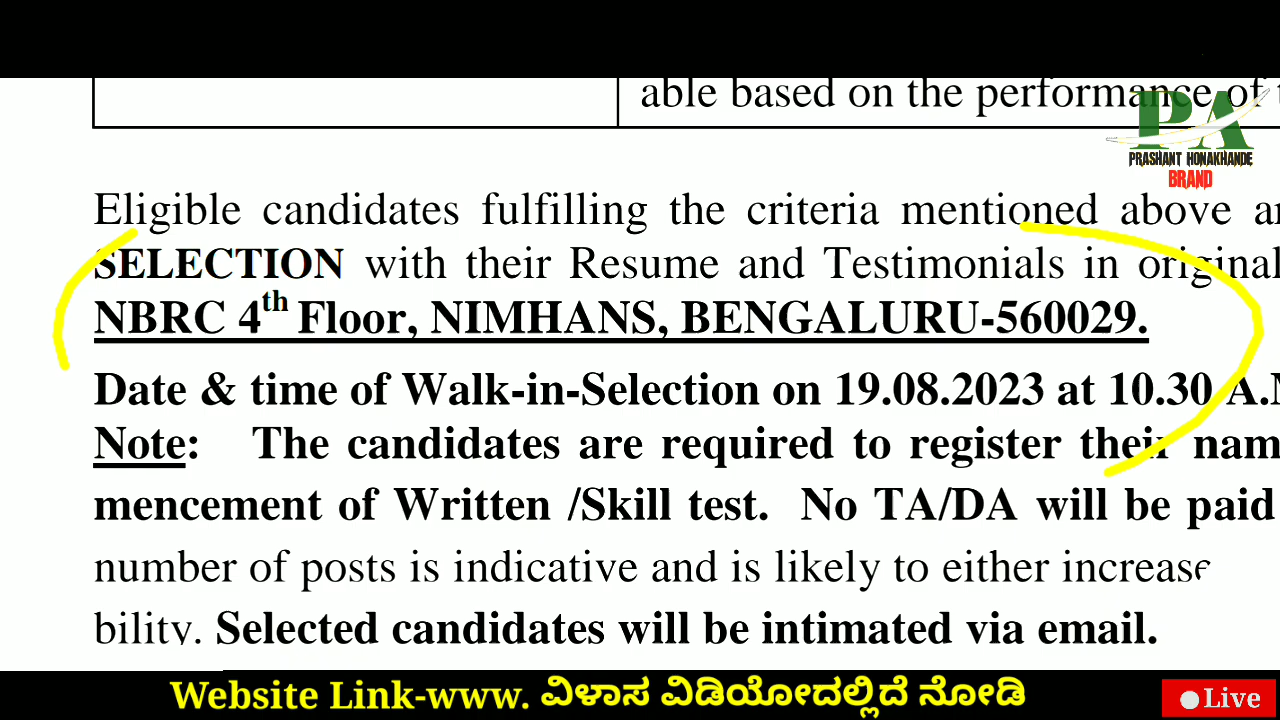 able based on the performance of t
PA
PRASHANT HONAKHANDE
BRAND
Eligible candidates fulfilling the criteria mentioned above a
SELECTION with their Resume and Testimonials in original
NBRC 4th Floor, NIMHANS, BENGALURU-560029.
Date & time of Walk-in-Selection on 19.08.2023 at 10.30 A.M
Note: The candidates are required to register their nam
mencement of Written /Skill test. No TA/DA will be paid
number of posts is indicative and is likely to either increase
bility. Selected candidates will be intimated via email.
Website Link-www. ವಿಳಾಸ ವಿಡಿಯೋದಲ್ಲಿದೆ ನೋಡಿ
Live